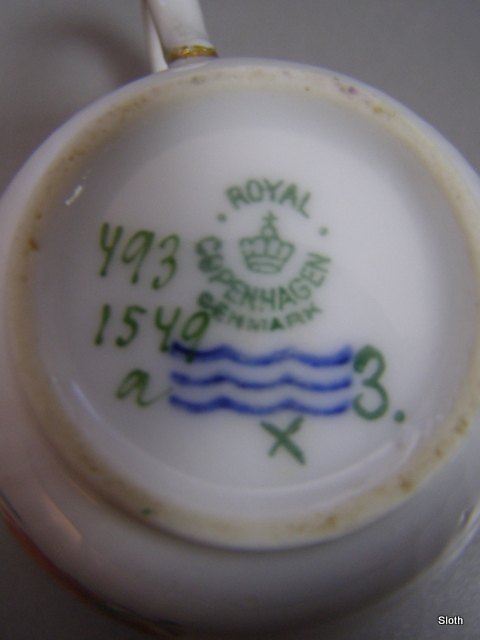 ROYAL
COPENHAGEN
DENMARK
493
1549
a
3.
X
Sloth